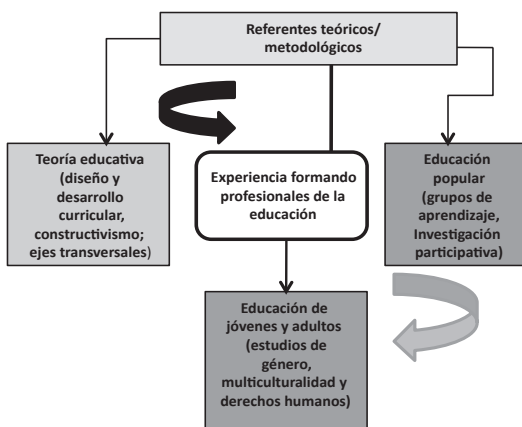 Referentes teóricos/
metodológicos
Teoría educativa
(diseño y
desarrollo
curricular,
constructivismo;
ejes transversales)
Experiencia formando
profesionales de la
educación
Educación
popular
(grupos de
aprendizaje,
Investigación
participativa)
Educación de
jóvenes y adultos
(estudios de
género,
multiculturalidad y
derechos humanos)